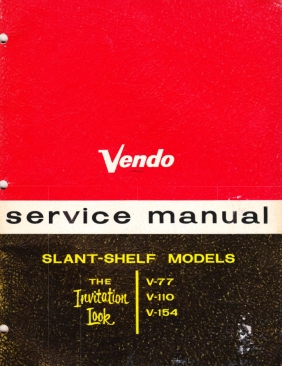 Vendo
service manual
SLANT-SHELF MODELS
THE
Invitation
Look
V-77
V-110
V-154